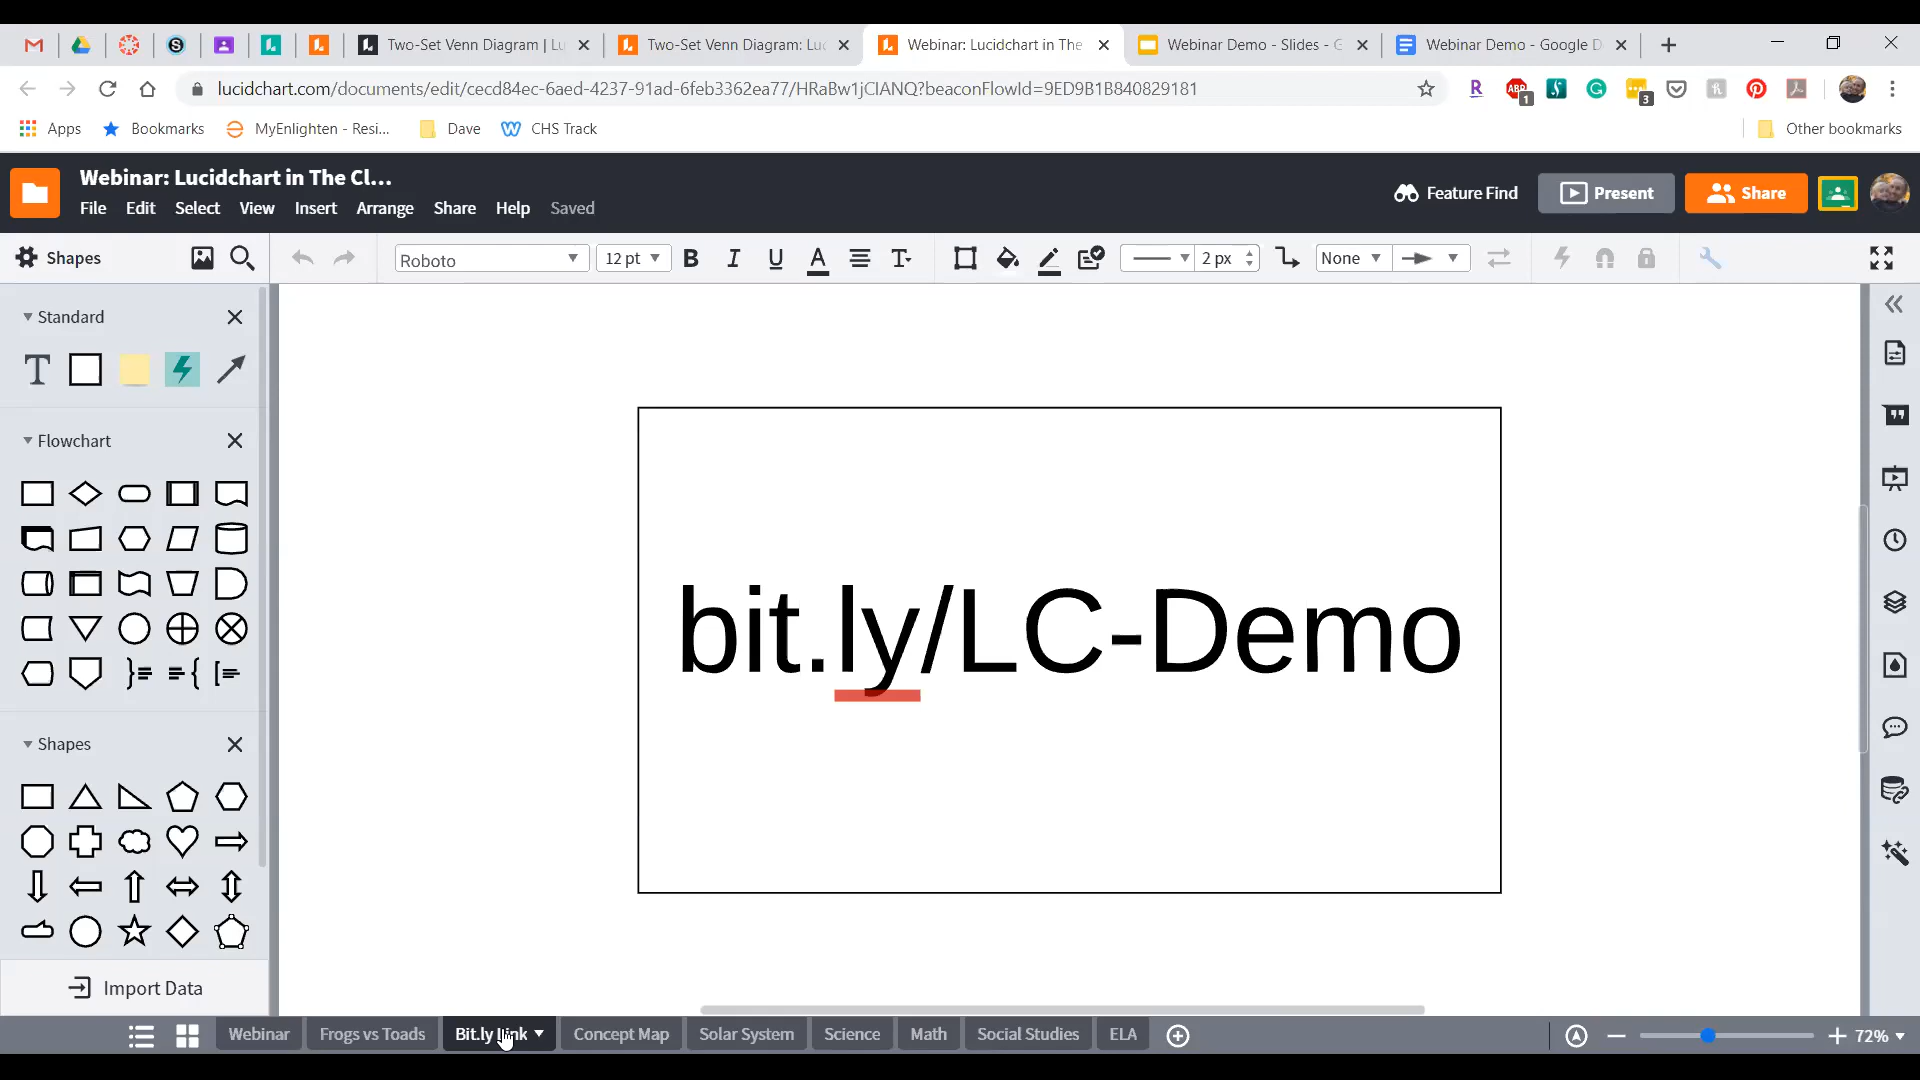 Two-Set Venn Diagram | Lu
Two-Set Venn Diagram: Luc
Webinar: Lucidchart in The
Webinar Demo - Slides - G
Webinar Demo - Google D
lucidchart.com/documents/edit/cecd84ec-6aed-4237-91ad-6feb3362ea77/HRaBw1jCIANQ?beaconFlowId=9ED9B1B840829181
R
ABP
1
3
Apps
Bookmarks
MyEnlighten - Resi...
Dave
CHS Track
Other bookmarks
Webinar: Lucidchart in The Cl...
File Edit Select View Insert Arrange Share Help Saved
Feature Find
Present
Share
Shapes
Roboto
12 pt
B I U A T
2 px
None
Standard
T
Flowchart
Shapes
Import Data
bit.ly/LC-Demo
Webinar
Frogs vs Toads
Bit.ly Link
Concept Map
Solar System
Science
Math
Social Studies
ELA
72%